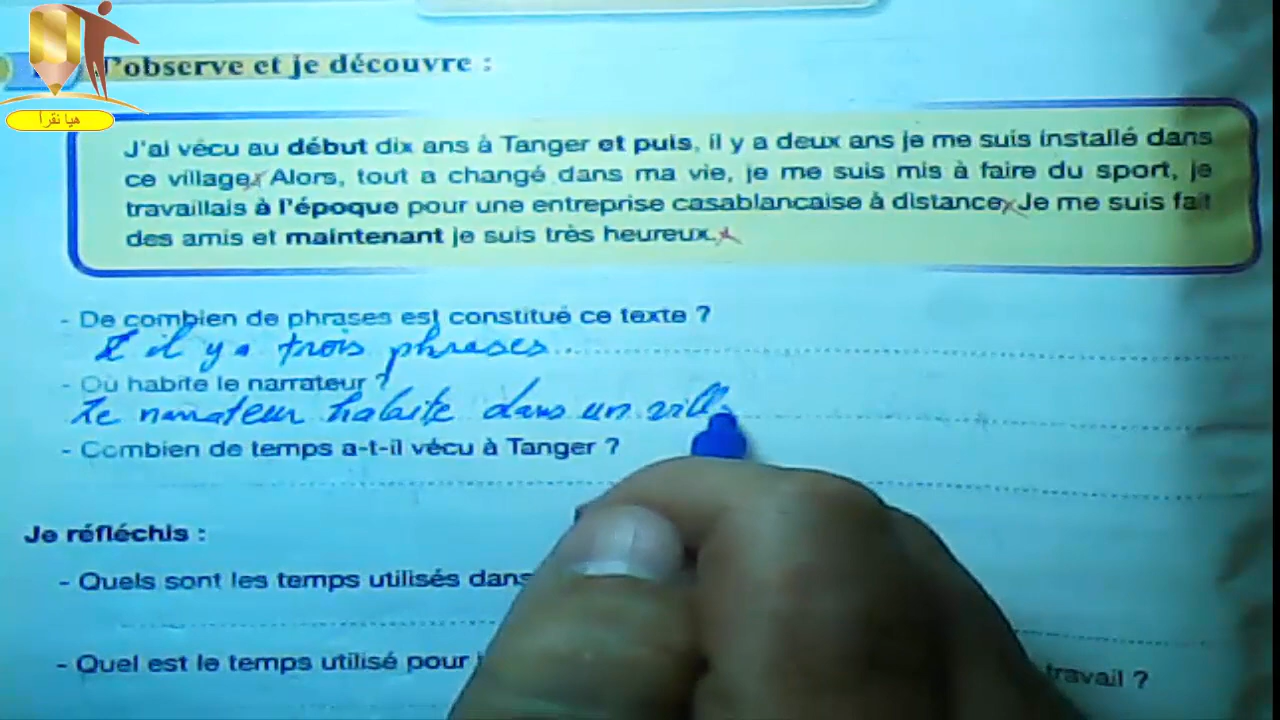 هيا نقرأ
J'observe et je découvre :
J'ai vécu au début dix ans à Tanger et puis, il y a deux ans je me suis installé dans
ce village. Alors, tout a changé dans ma vie, je me suis mis à faire du sport, je
travaillais à l'époque pour une entreprise casablancaise à distance. Je me suis fait
des amis et maintenant je suis très heureux.
- De combien de phrases est constitué ce texte ?
il y a trois phrases
- Où habite le narrateur ?
Le narrateur habite dans un vill
- Combien de temps a-t-il vécu à Tanger ?
Je réfléchis :
- Quels sont les temps utilisés dans
- Quel est le temps utilisé pour travail ?